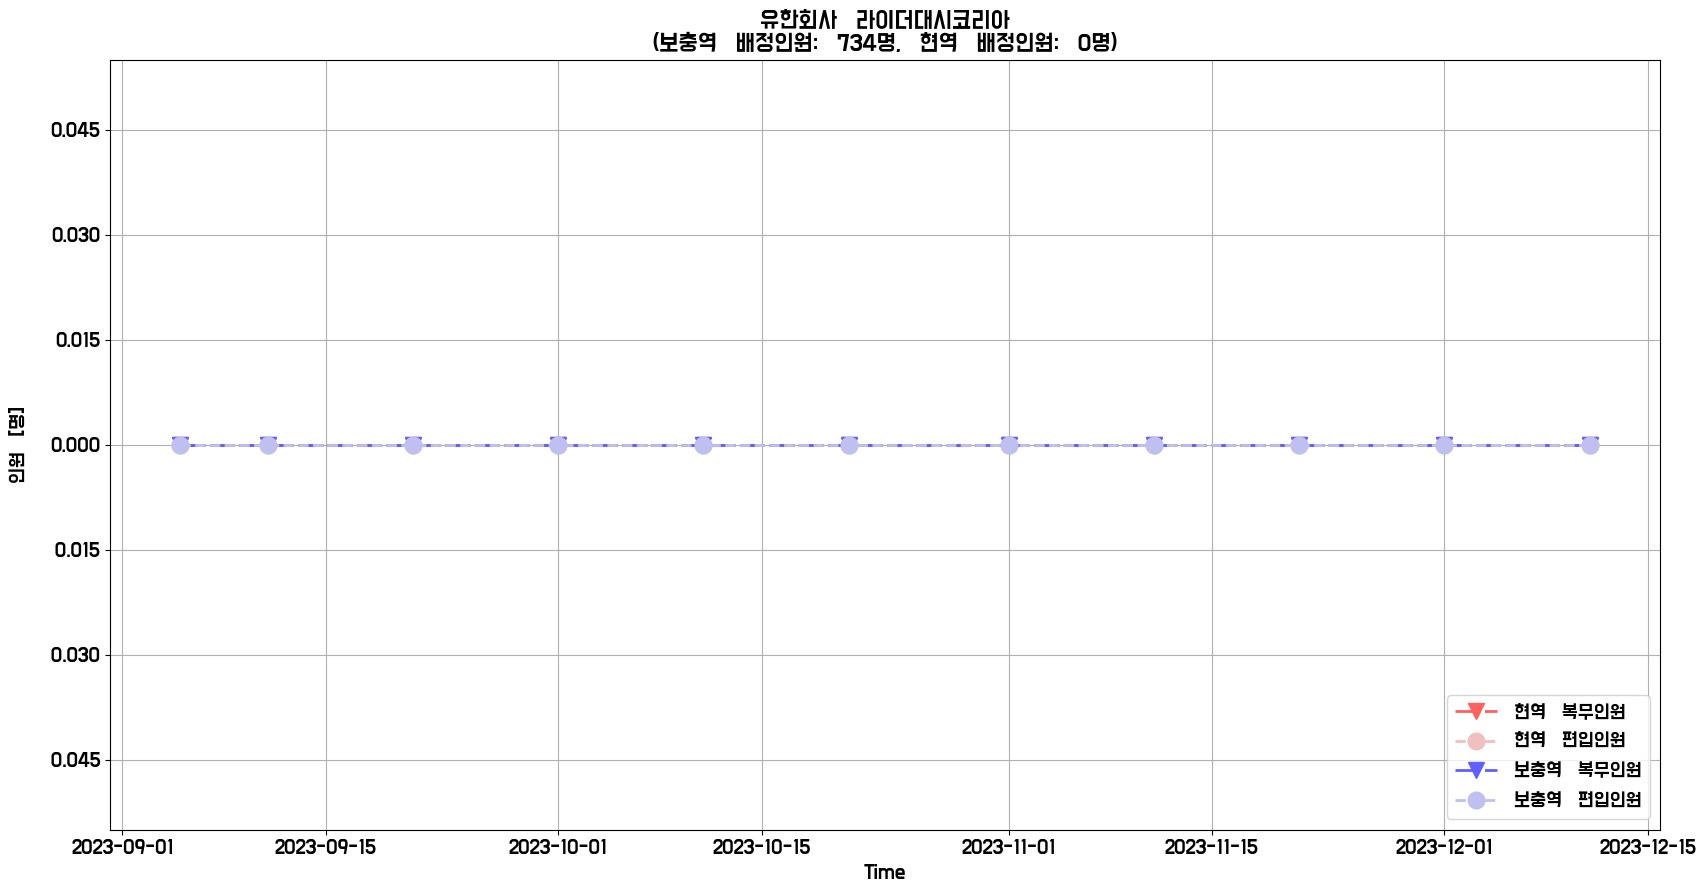 유한회사 라이더대시코리아
(보충역 배정인원: 734명, 현역 배정인원: 0명)
0.045
0.030
0.015
0.000
0.015
0.030
0.045
인원 [명]
현역 복무인원
현역 편입인원
보충역 복무인원
보충역 편입인원
2023-09-01 2023-09-15 2023-10-01 2023-10-15 2023-11-01 2023-11-15 2023-12-01 2023-12-15
Time